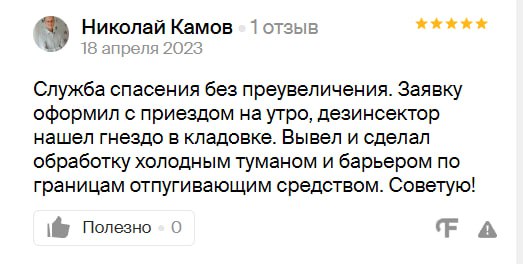 Николай Камов • 1 отзыв
18 апреля 2023
Служба спасения без преувеличения. Заявку
оформил с приездом на утро, дезинсектор
нашел гнездо в кладовке. Вывел и сделал
обработку холодным туманом и барьером по
границам отпугивающим средством. Советую!
Полезно • 0